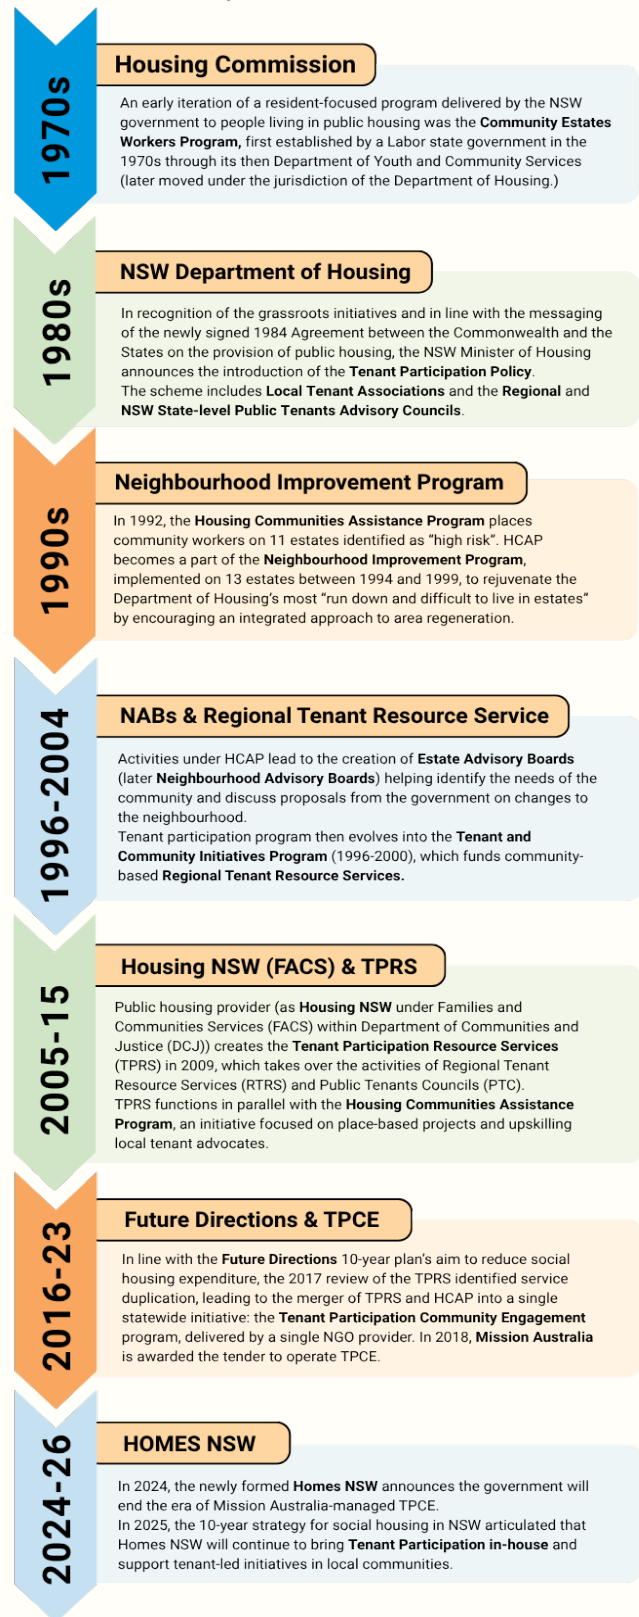 1970s
Housing Commission
An early iteration of a resident-focused program delivered by the NSW
government to people living in public housing was the Community Estates
Workers Program, first established by a Labor state government in the
1970s through its then Department of Youth and Community Services
(later moved under the jurisdiction of the Department of Housing.)
1980s
NSW Department of Housing
In recognition of the grassroots initiatives and in line with the messaging
of the newly signed 1984 Agreement between the Commonwealth and the
States on the provision of public housing, the NSW Minister of Housing
announces the introduction of the Tenant Participation Policy.
The scheme includes Local Tenant Associations and the Regional and
NSW State-level Public Tenants Advisory Councils.
1990s
Neighbourhood Improvement Program
In 1992, the Housing Communities Assistance Program places
community workers on 11 estates identified as “high risk”. HCAP
becomes a part of the Neighbourhood Improvement Program,
implemented on 13 estates between 1994 and 1999, to rejuvenate the
Department of Housing’s most “run down and difficult to live in estates”
by encouraging an integrated approach to area regeneration.
1996-2004
NABs & Regional Tenant Resource Service
Activities under HCAP lead to the creation of Estate Advisory Boards
(later Neighbourhood Advisory Boards) helping identify the needs of the
community and discuss proposals from the government on changes to
the neighbourhood.
Tenant participation program then evolves into the Tenant and
Community Initiatives Program (1996-2000), which funds community-
based Regional Tenant Resource Services.
2005-15
Housing NSW (FACS) & TPRS
Public housing provider (as Housing NSW under Families and
Communities Services (FACS) within Department of Communities and
Justice (DCJ)) creates the Tenant Participation Resource Services
(TPRS) in 2009, which takes over the activities of Regional Tenant
Resource Services (RTRS) and Public Tenants Councils (PTC).
TPRS functions in parallel with the Housing Communities Assistance
Program, an initiative focused on place-based projects and upskilling
local tenant advocates.
2016-23
Future Directions & TPCE
In line with the Future Directions 10-year plan’s aim to reduce social
housing expenditure, the 2017 review of the TPRS identified service
duplication, leading to the merger of TPRS and HCAP into a single
statewide initiative: the Tenant Participation Community Engagement
program, delivered by a single NGO provider. In 2018, Mission Australia
is awarded the tender to operate TPCE.
2024-26
HOMES NSW
In 2024, the newly formed Homes NSW announces the government will
end the era of Mission Australia-managed TPCE.
In 2025, the 10-year strategy for social housing in NSW articulated that
Homes NSW will continue to bring Tenant Participation in-house and
support tenant-led initiatives in local communities.